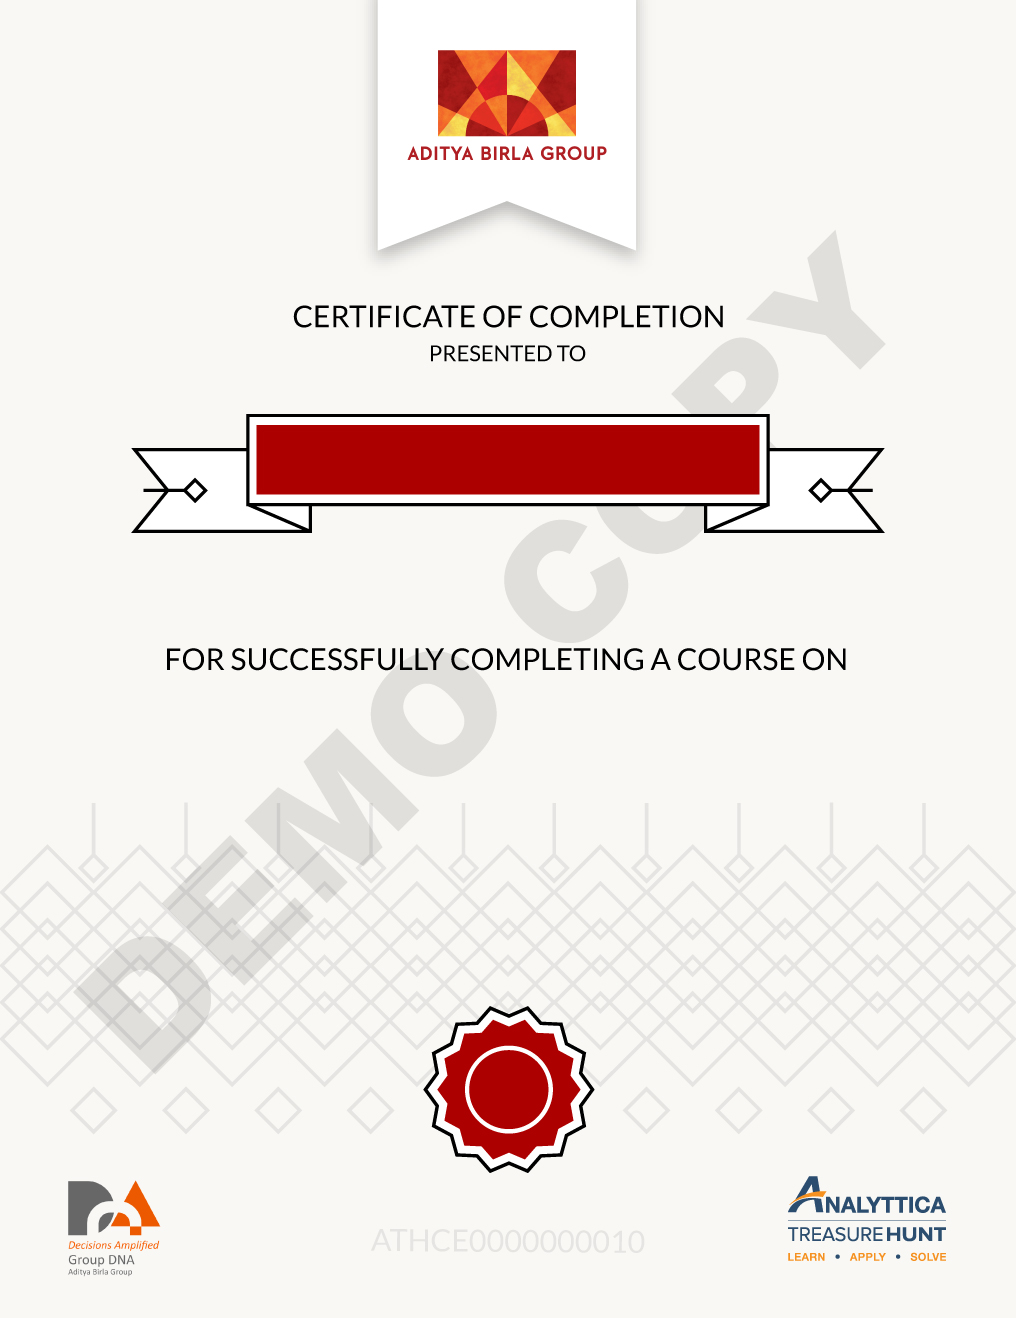 ADITYA BIRLA GROUP
CERTIFICATE OF COMPLETION
PRESENTED TO
DEMO COPY
FOR SUCCESSFULLY COMPLETING A COURSE ON
Decisions Amplified
Group DNA
Aditya Birla Group
ATHCE0000000010
ANALYTTICA
TREASURE HUNT
LEARN • APPLY • SOLVE